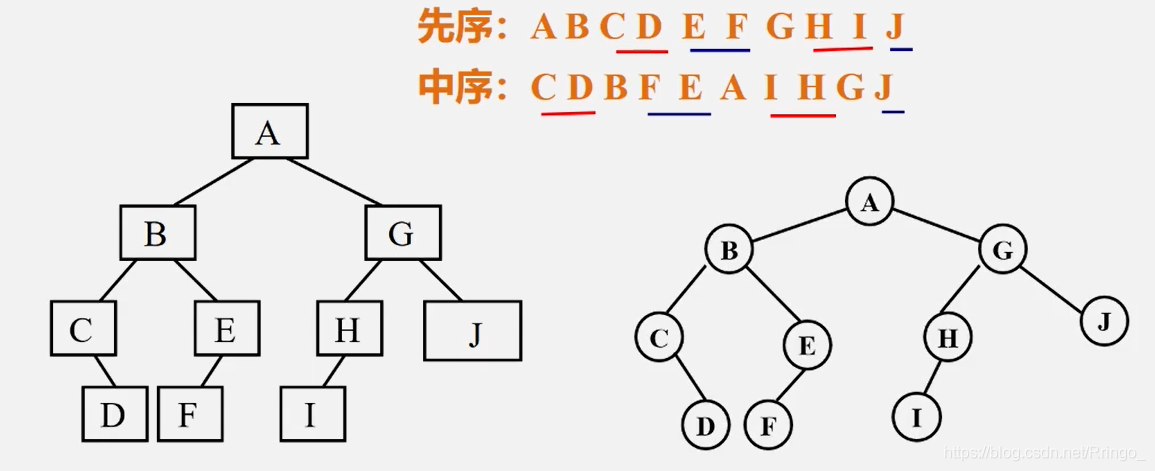 先序：A B C D E F G H I J
中序：C D B F E A I H G J
A
B G
C E H J
D F I
A
B G
C E H J
D F I
https://blog.csdn.net/Rringo_